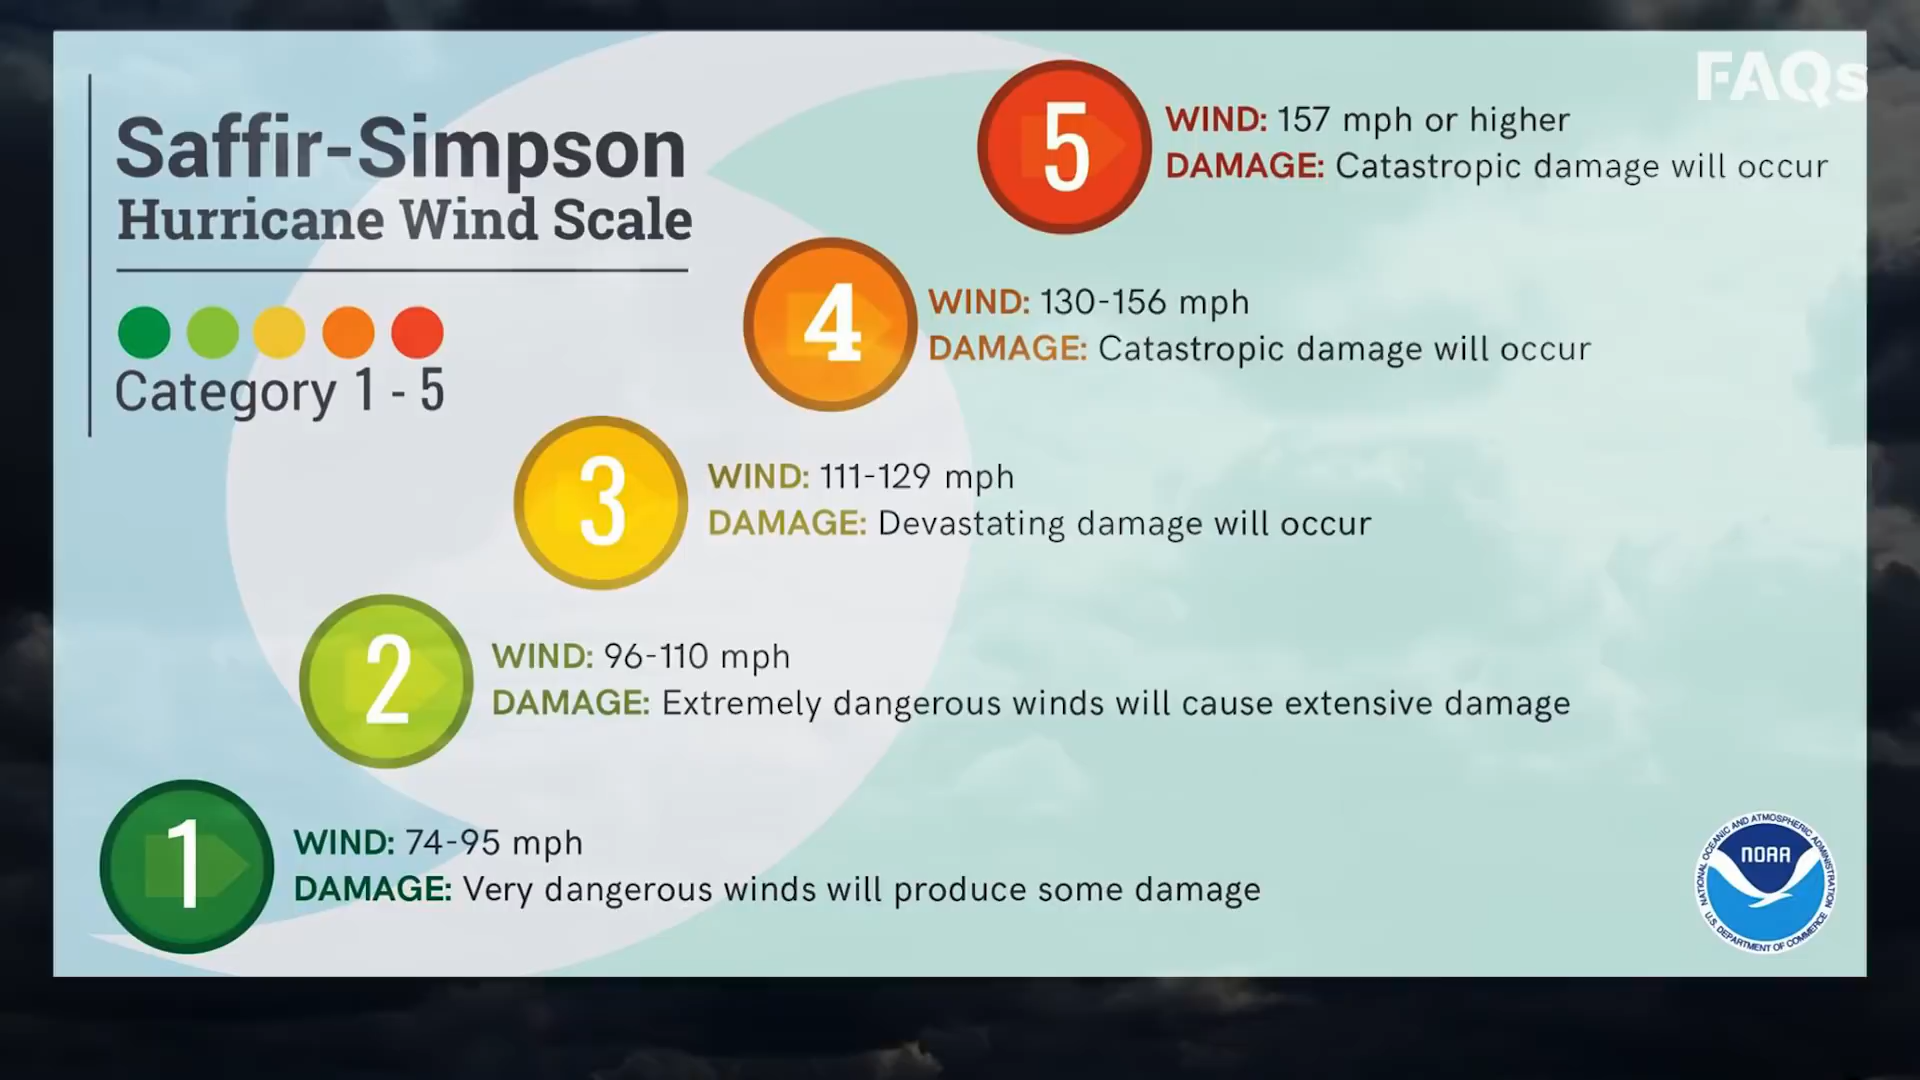 FAQs
Saffir-Simpson
Hurricane Wind Scale
Category 1 - 5
5
WIND: 157 mph or higher
DAMAGE: Catastropic damage will occur
4
WIND: 130-156 mph
DAMAGE: Catastropic damage will occur
3
WIND: 111-129 mph
DAMAGE: Devastating damage will occur
2
WIND: 96-110 mph
DAMAGE: Extremely dangerous winds will cause extensive damage
1
WIND: 74-95 mph
DAMAGE: Very dangerous winds will produce some damage
NATIONAL OCEANIC AND ATMOSPHERIC ADMINISTRATION
NOAA
U.S. DEPARTMENT OF COMMERCE